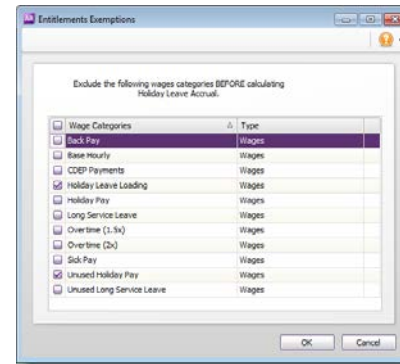 Entitlements Exemptions
Exclude the following wages categories BEFORE calculating
Holiday Leave Accrual.
Wage Categories Type
Back Pay Wages
Base Hourly Wages
CDEP Payments Wages
Holiday Leave Loading Wages
Holiday Pay Wages
Long Service Leave Wages
Overtime (1.5x) Wages
Overtime (2x) Wages
Sick Pay Wages
Unused Holiday Pay Wages
Unused Long Service Leave Wages
OK Cancel